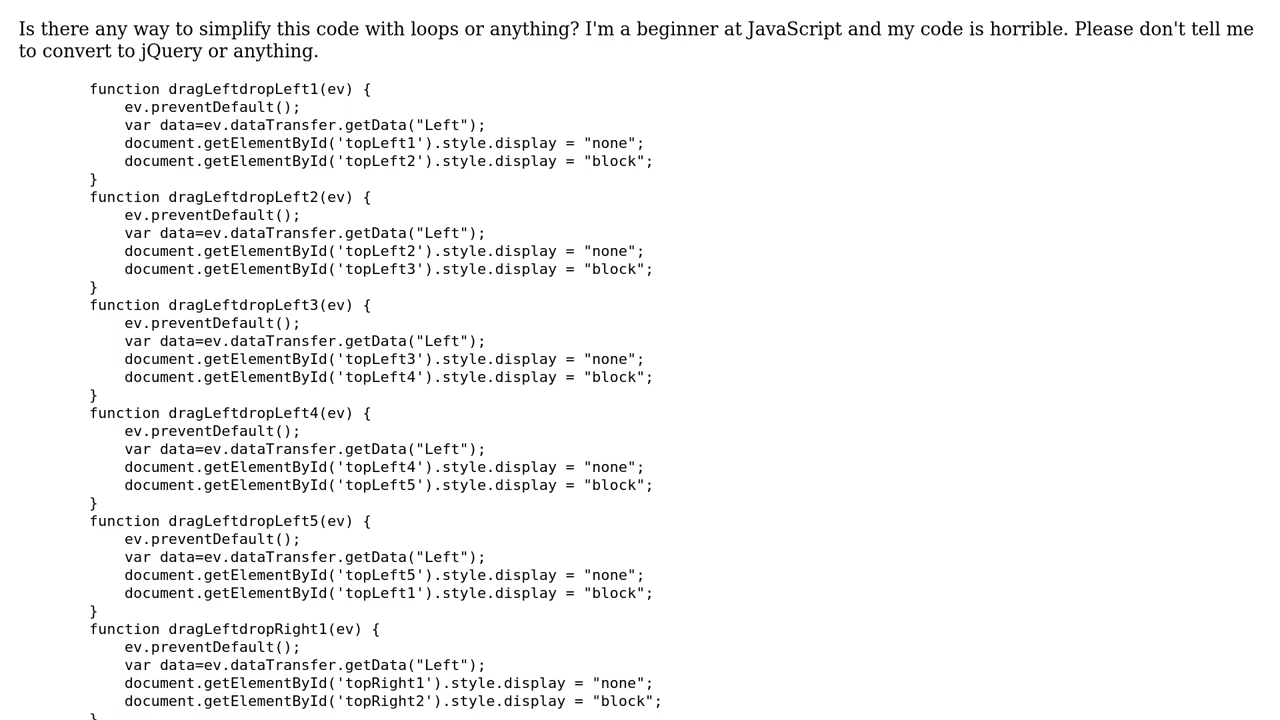 Is there any way to simplify this code with loops or anything? I'm a beginner at JavaScript and my code is horrible. Please don't tell me
to convert to jQuery or anything.
function dragLeftdropLeft1(ev) {
    ev.preventDefault();
    var data=ev.dataTransfer.getData("Left");
    document.getElementById('topLeft1').style.display = "none";
    document.getElementById('topLeft2').style.display = "block";
}
function dragLeftdropLeft2(ev) {
    ev.preventDefault();
    var data=ev.dataTransfer.getData("Left");
    document.getElementById('topLeft2').style.display = "none";
    document.getElementById('topLeft3').style.display = "block";
}
function dragLeftdropLeft3(ev) {
    ev.preventDefault();
    var data=ev.dataTransfer.getData("Left");
    document.getElementById('topLeft3').style.display = "none";
    document.getElementById('topLeft4').style.display = "block";
}
function dragLeftdropLeft4(ev) {
    ev.preventDefault();
    var data=ev.dataTransfer.getData("Left");
    document.getElementById('topLeft4').style.display = "none";
    document.getElementById('topLeft5').style.display = "block";
}
function dragLeftdropLeft5(ev) {
    ev.preventDefault();
    var data=ev.dataTransfer.getData("Left");
    document.getElementById('topLeft5').style.display = "none";
    document.getElementById('topLeft1').style.display = "block";
}
function dragLeftdropRight1(ev) {
    ev.preventDefault();
    var data=ev.dataTransfer.getData("Left");
    document.getElementById('topRight1').style.display = "none";
    document.getElementById('topRight2').style.display = "block";
}